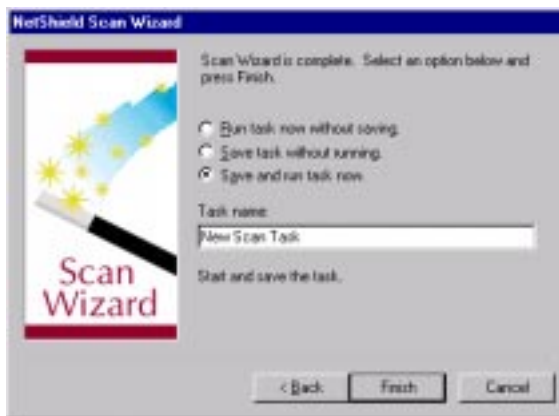 NetShield Scan Wizard
Scan Wizard is complete. Select an option below and
press Finish.
Run task now without saving.
Save task without running.
Save and run task now.
Task name:
New Scan Task
Start and save the task.
Scan
Wizard
< Back
Finish
Cancel